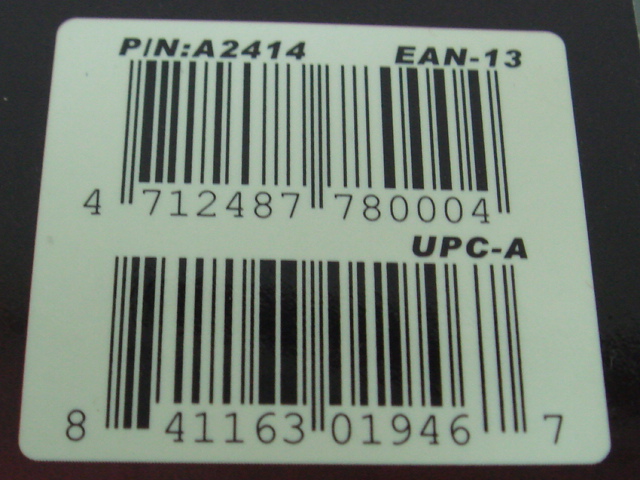 P/N:A2414 EAN-13
4 712487 780004
UPC-A
8 41163 01946 7